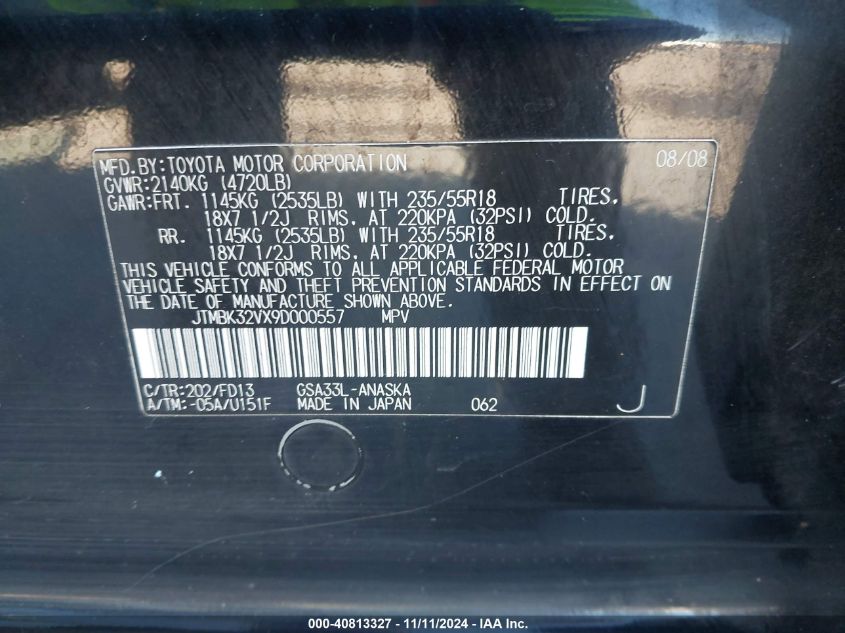 MFD.BY:TOYOTA MOTOR CORPORATION 08/08
GVWR:2140KG (4720LB)
GAWR:FRT. 1145KG (2535LB) WITH 235/55R18 TIRES,
18X7 1/2J RIMS, AT 220KPA (32PSI) COLD.
RR. 1145KG (2535LB) WITH 235/55R18 TIRES,
18X7 1/2J RIMS, AT 220KPA (32PSI) COLD.
THIS VEHICLE CONFORMS TO ALL APPLICABLE FEDERAL MOTOR
VEHICLE SAFETY AND THEFT PREVENTION STANDARDS IN EFFECT ON
THE DATE OF MANUFACTURE SHOWN ABOVE.
JTMBK32VX9D000557 MPV
C/TR:202/FD13 GSA33L-ANASKA
A/TM:-05A/U151F MADE IN JAPAN 062 J
000-40813327 - 11/11/2024 - IAA Inc.